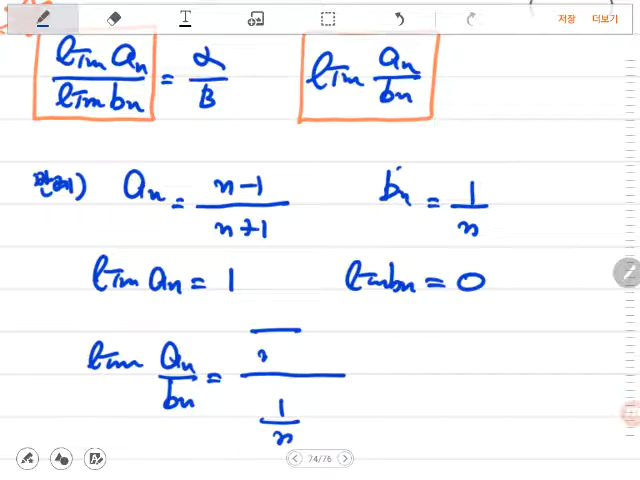 저장 더보기
lim aₙ / lim bₙ = α / β lim aₙ / bₙ
반례) aₙ = n-1 / n+1 bₙ = 1 / n
lim aₙ = 1 lim bₙ = 0
lim aₙ / bₙ = 1 / n
74/76